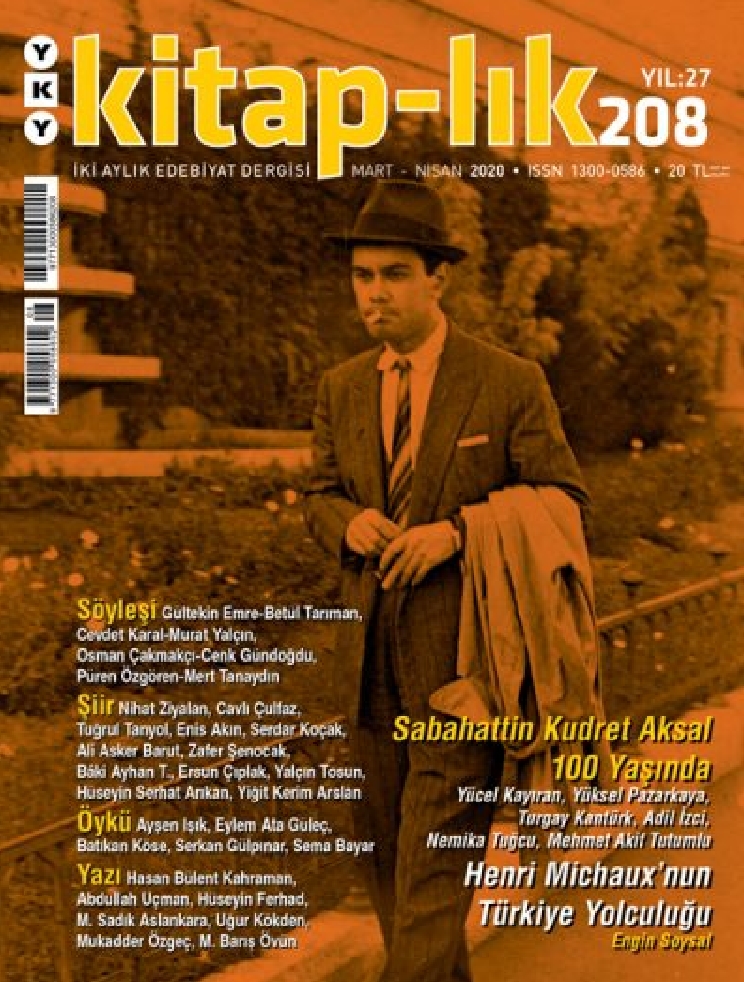 YKY
kitap-lık
YIL:27
208
İKİ AYLIK EDEBİYAT DERGİSİ
MART - NİSAN 2020 • ISSN 1300-0586 • 20 TL
Söyleşi Gültekin Emre-Betül Tarıman,
Cevdet Karal-Murat Yalçın,
Osman Çakmakçı-Cenk Gündoğdu,
Püren Özgören-Mert Tanaydın
Şiir Nihat Ziyalan, Cavlı Çulfaz,
Tuğrul Tanyol, Enis Akın, Serdar Koçak,
Ali Asker Barut, Zafer Şenocak,
Bâki Ayhan T., Ersun Çıplak, Yalçın Tosun,
Hüseyin Serhat Arıkan, Yiğit Kerim Arslan
Öykü Ayşen Işık, Eylem Ata Güleç,
Batıkan Köse, Serkan Gülpınar, Sema Bayar
Yazı Hasan Bülent Kahraman,
Abdullah Uçman, Hüseyin Ferhad,
M. Sadık Aslankara, Uğur Kökden,
Mukadder Özgeç, M. Barış Övün
Sabahattin Kudret Aksal
100 Yaşında
Yücel Kayıran, Yüksel Pazarkaya,
Turgay Kantürk, Adil İzci,
Nemika Tuğcu, Mehmet Akif Tutumlu
Henri Michaux'nun
Türkiye Yolculuğu
Engin Soysal